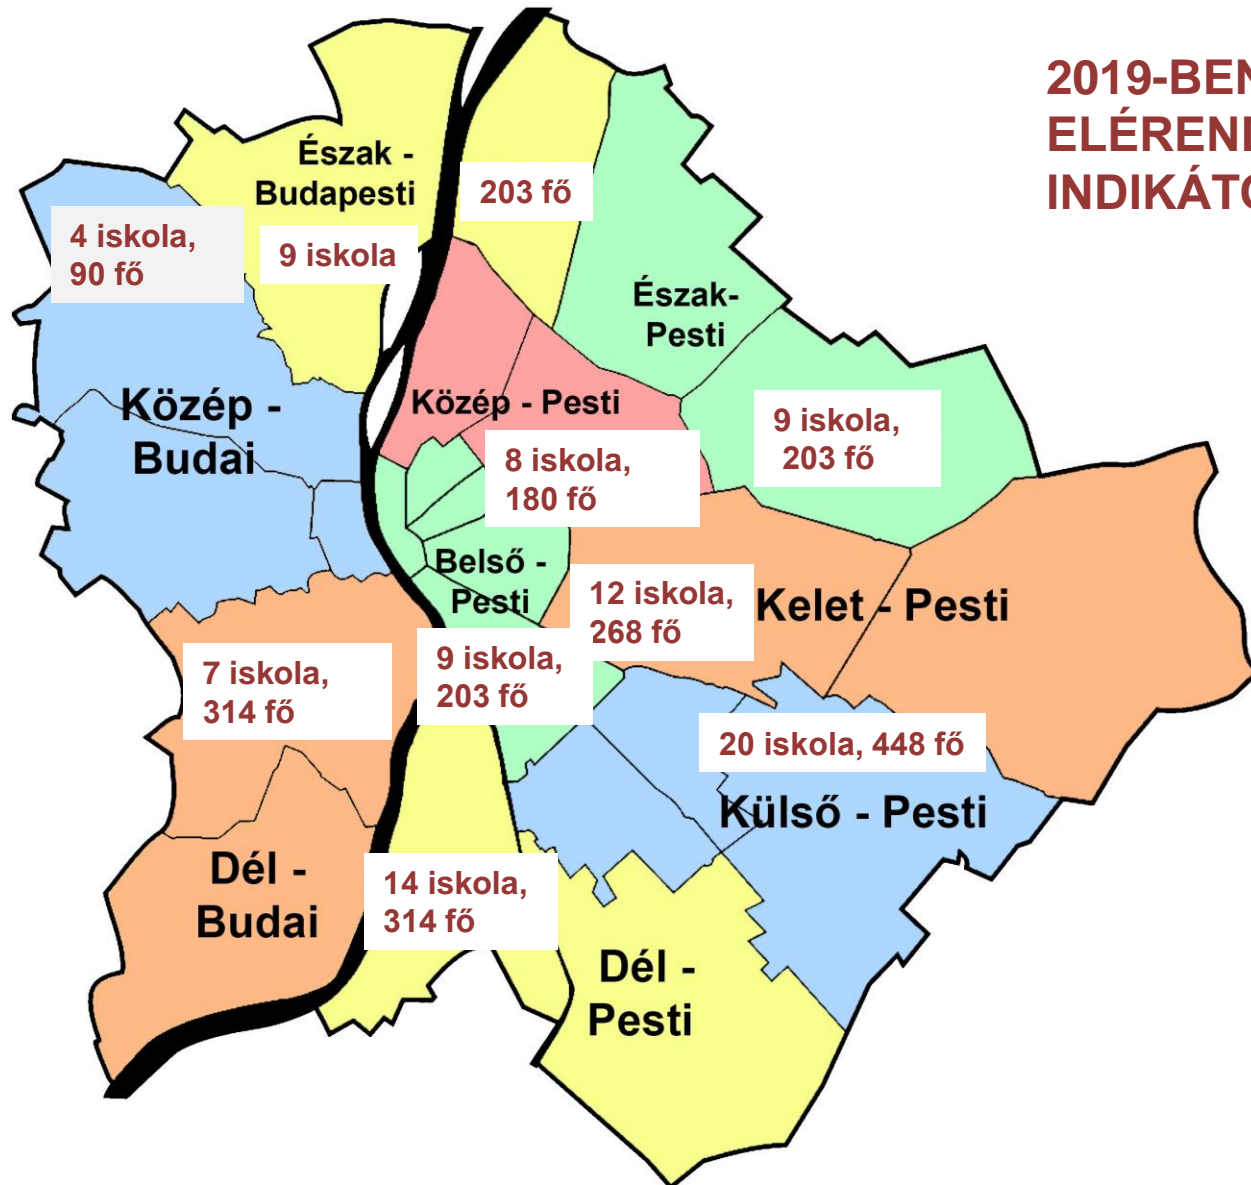 2019-BEN
INDIKÁTO
Észak -
Budapesti
203 fő
4 iskola,
90 fő
9 iskola
Észak-
Pesti
Közép -
Budai
Közép - Pesti
9 iskola,
203 fő
8 iskola,
180 fő
Belső -
Pesti
12 iskola,
268 fő
Kelet - Pesti
9 iskola,
203 fő
7 iskola,
314 fő
20 iskola, 448 fő
Külső - Pesti
Dél -
Budai
14 iskola,
314 fő
Dél -
Pesti